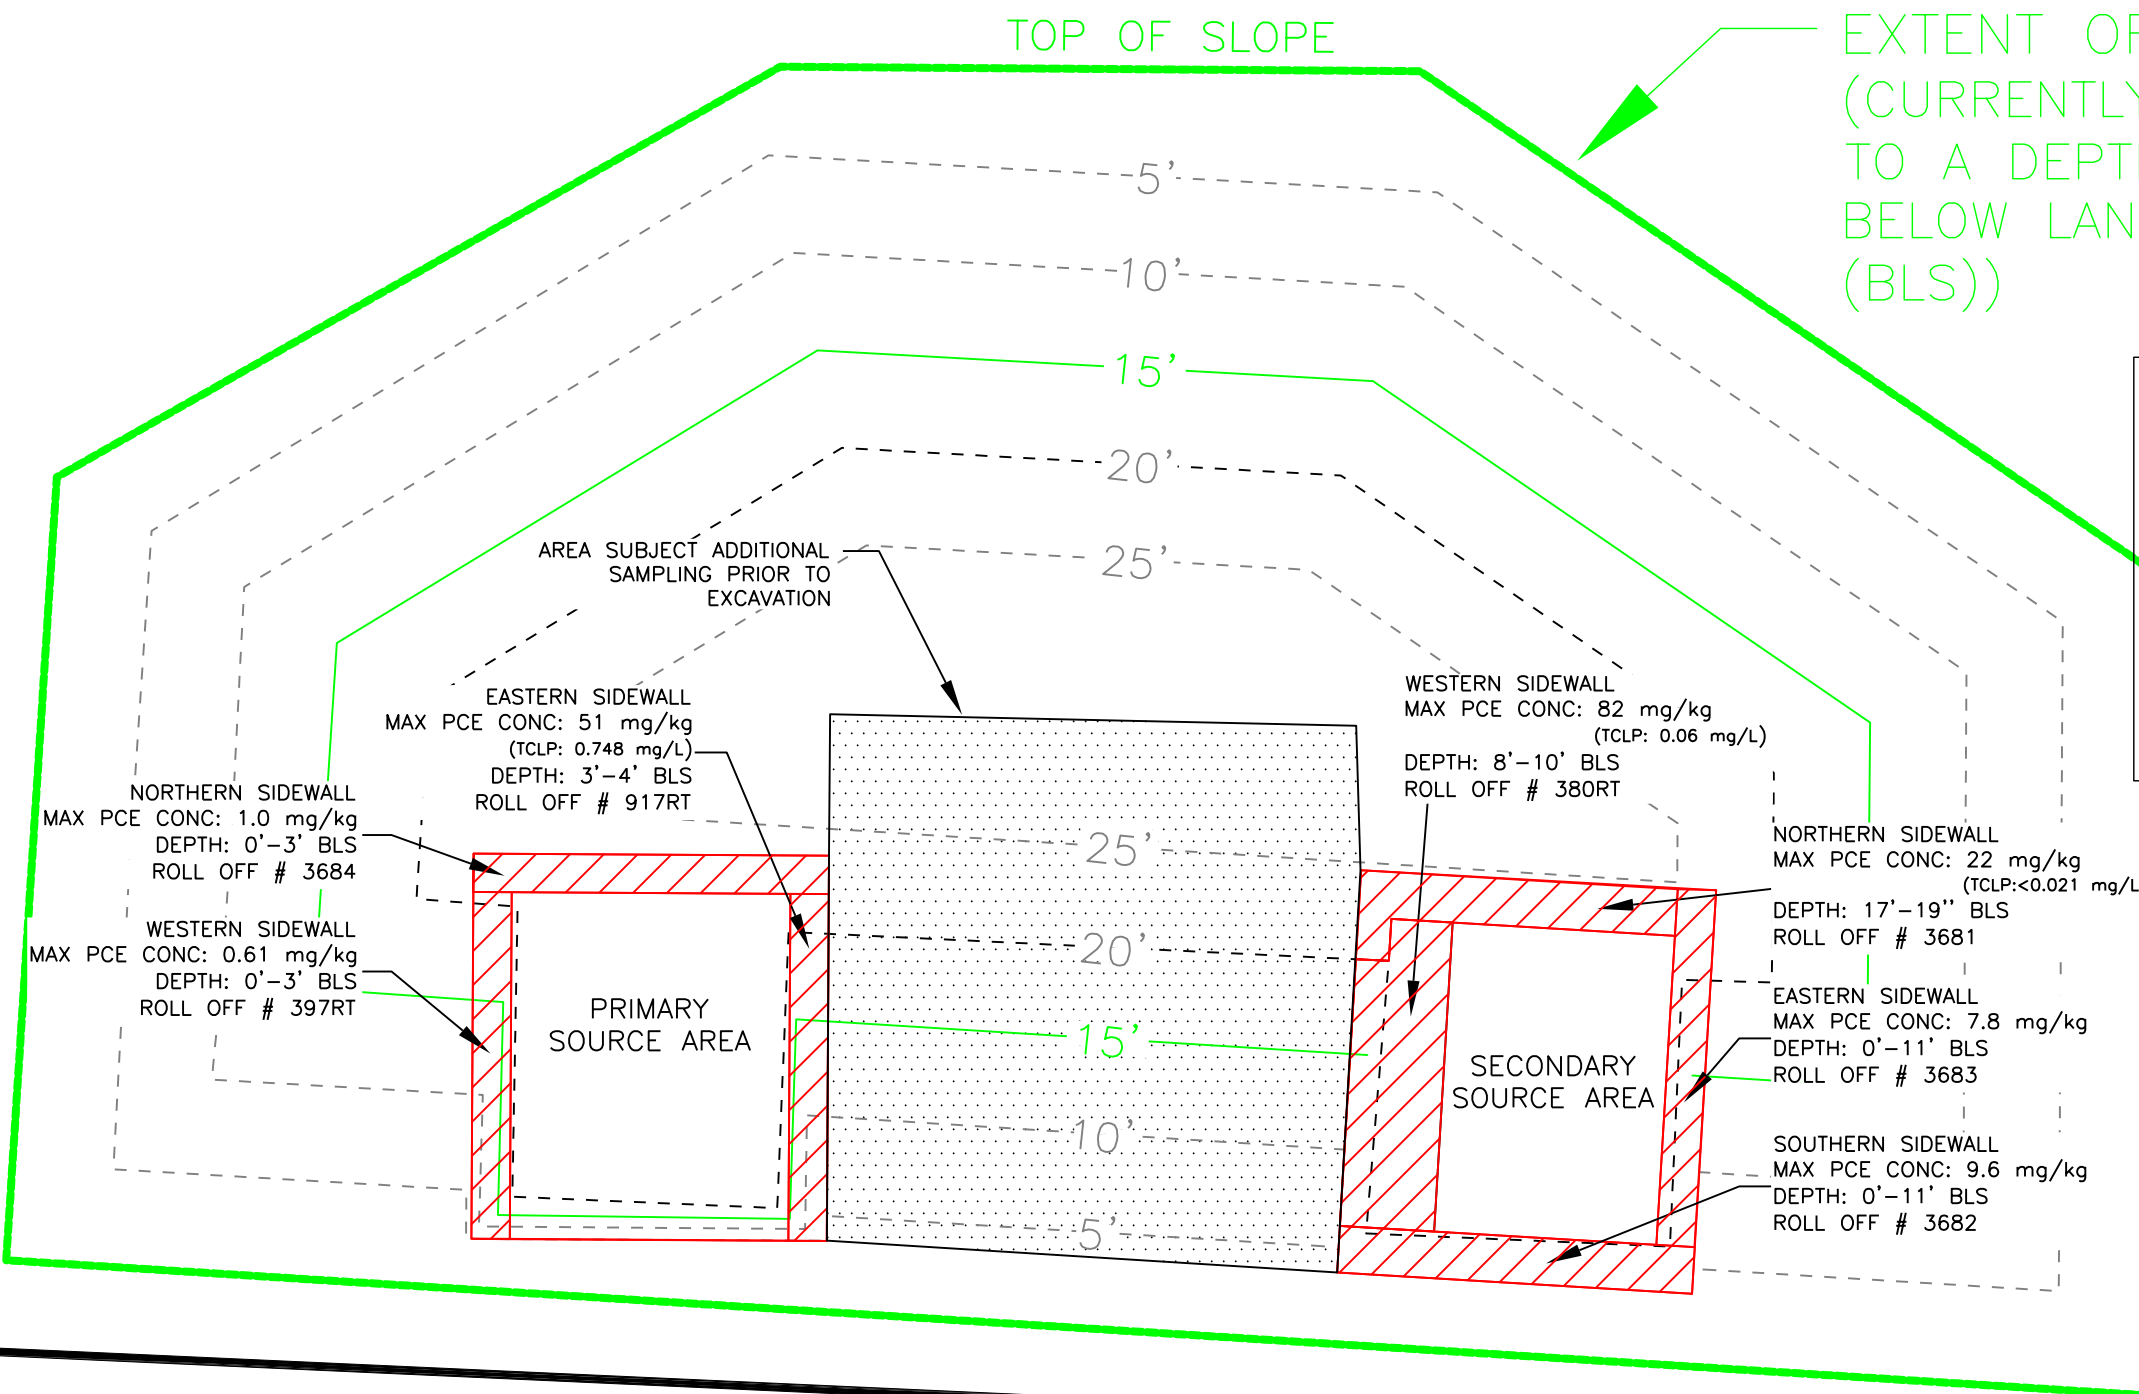 TOP OF SLOPE
(CURRENTLY
TO A DEPTH
BELOW
(BLS))
EXTENT
5'
10'
15'
20'
25'
AREA SUBJECT ADDITIONAL
SAMPLING PRIOR TO
EXCAVATION
EASTERN SIDEWALL
MAX PCE CONC: 51 mg/kg
(TCLP: 0.748 mg/L)
DEPTH: 3'-4' BLS
ROLL OFF # 917RT
WESTERN SIDEWALL
MAX PCE CONC: 82 mg/kg
(TCLP: 0.06 mg/L)
DEPTH: 8'-10' BLS
ROLL OFF # 380RT
NORTHERN SIDEWALL
MAX PCE CONC: 1.0 mg/kg
DEPTH: 0'-3' BLS
ROLL OFF # 3684
WESTERN SIDEWALL
MAX PCE CONC: 0.61 mg/kg
DEPTH: 0'-3' BLS
ROLL OFF # 397RT
NORTHERN SIDEWALL
MAX PCE CONC: 22 mg/kg
(TCLP:<0.021 mg/L
DEPTH: 17'-19'' BLS
ROLL OFF # 3681
EASTERN SIDEWALL
MAX PCE CONC: 7.8 mg/kg
DEPTH: 0'-11' BLS
ROLL OFF # 3683
SOUTHERN SIDEWALL
MAX PCE CONC: 9.6 mg/kg
DEPTH: 0'-11' BLS
ROLL OFF # 3682
PRIMARY
SOURCE AREA
SECONDARY
SOURCE AREA
25'
20'
15'
10'
5'